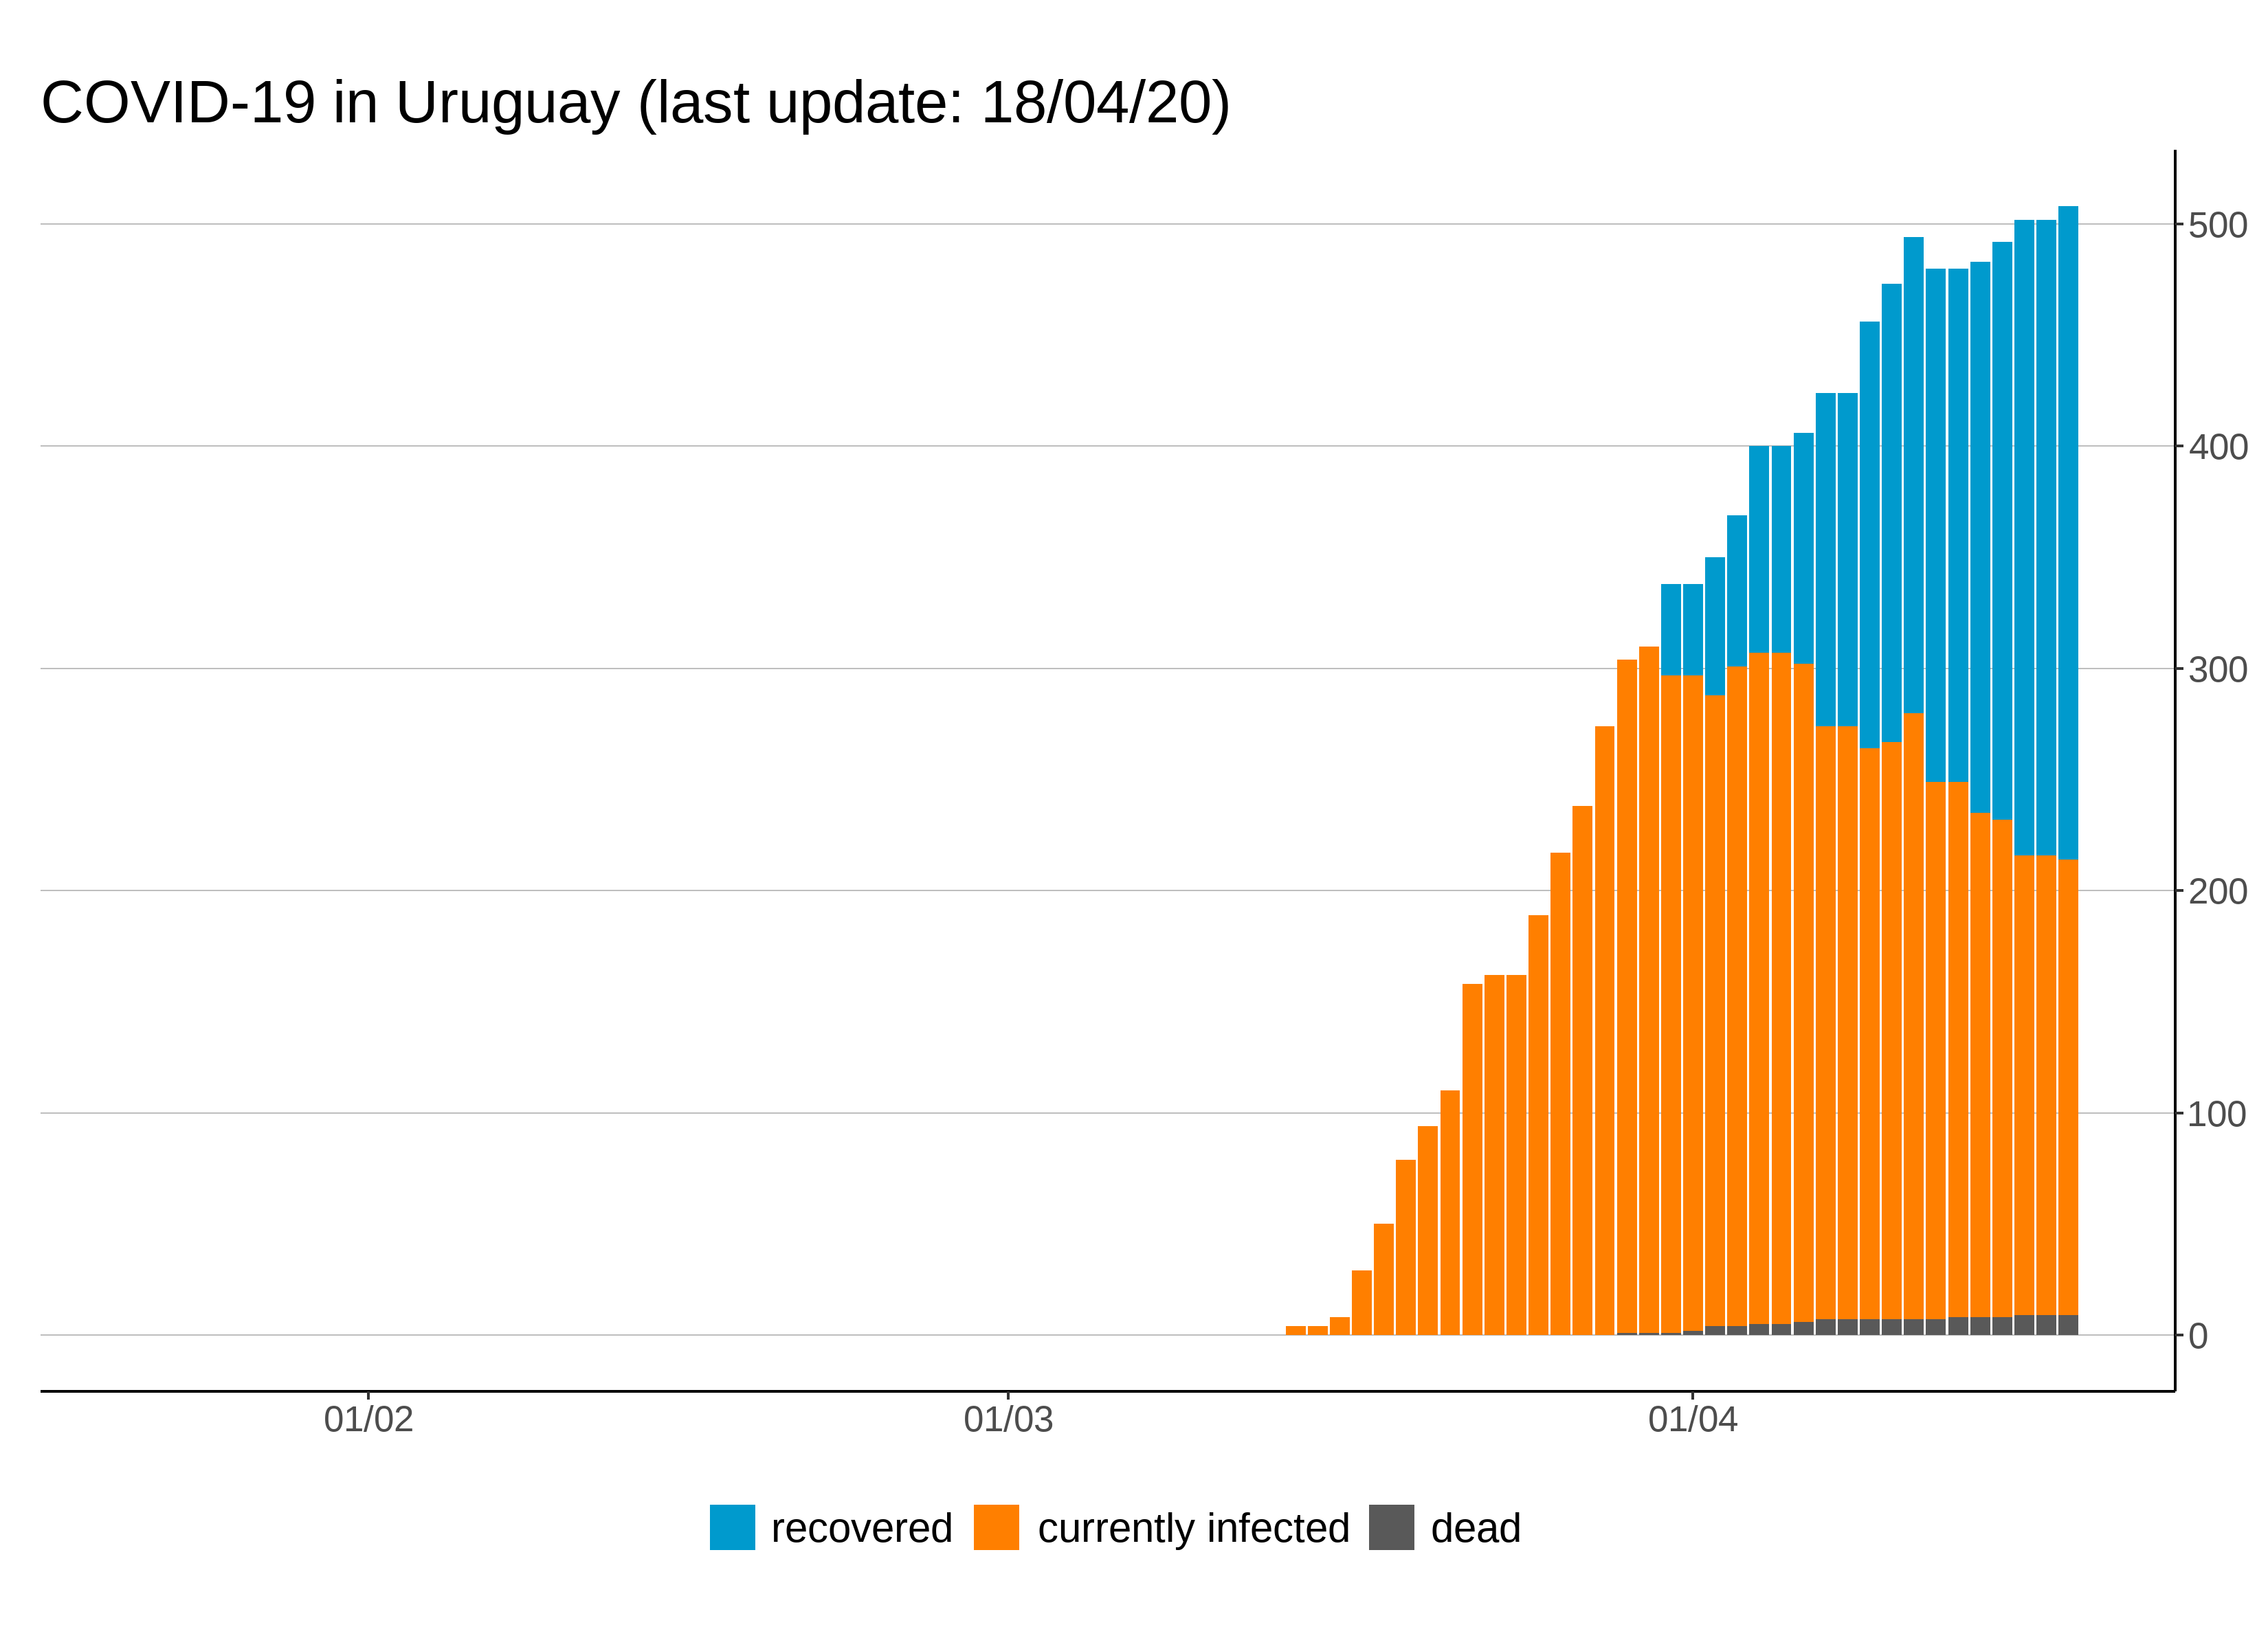 COVID-19 in Uruguay (last update: 18/04/20)
500
400
300
200
100
0
01/02 01/03 01/04
recovered currently infected dead